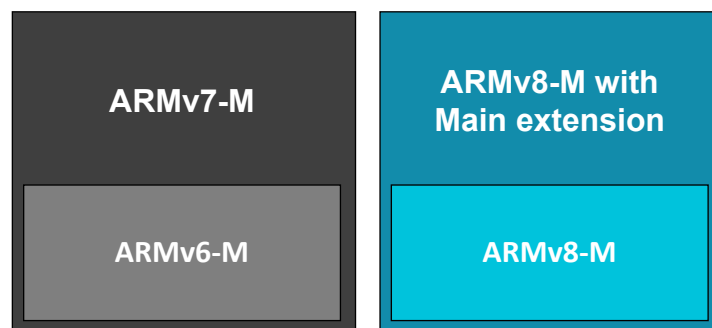 ARMv7-M
ARMv8-M with
Main extension
ARMv6-M
ARMv8-M